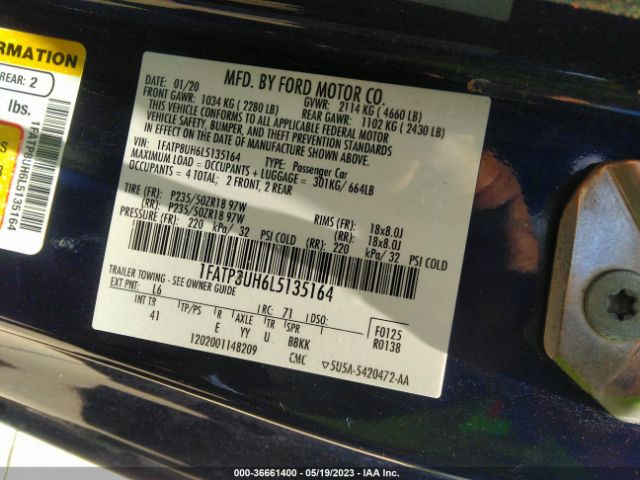 FORMATION
REAR: 2
lbs.
1FATP8UH6L5135164
MFD. BY FORD MOTOR CO.
DATE: 01/20
FRONT GAWR: 1034 KG ( 2280 LB)
GVWR: 2114 KG ( 4660 LB)
REAR GAWR: 1102 KG ( 2430 LB)
THIS VEHICLE CONFORMS TO ALL APPLICABLE FEDERAL MOTOR
VEHICLE SAFETY, BUMPER, AND THEFT PREVENTION STANDARDS
IN EFFECT ON THE DATE OF MANUFACTURE SHOWN ABOVE.
VIN: 1FATP8UH6L5135164
TYPE: Passenger Car
MAXIMUM LOAD = OCCUPANTS + LUGGAGE = 301KG/ 664LB
OCCUPANTS = 4 TOTAL; 2 FRONT, 2 REAR
TIRE (FR): P235/50ZR18 97W RIMS (FR): 18x8.0J
(RR): P235/50ZR18 97W (RR): 18x8.0J
PRESSURE (FR): 220 kPa/ 32 PSI COLD (RR): 220 kPa/ 32 PSI COLD
1FATP8UH6L5135164
TRAILER TOWING - SEE OWNER GUIDE
EXT PNT: L6 RC: 71 DSO: F0125
INT TR TP/PS R AXLE TR SPR R0138
41 E YY U BBKK
1202001148209 CMC 5U5A-5420472-AA
000-36661400 - 05/19/2023 - IAA Inc.